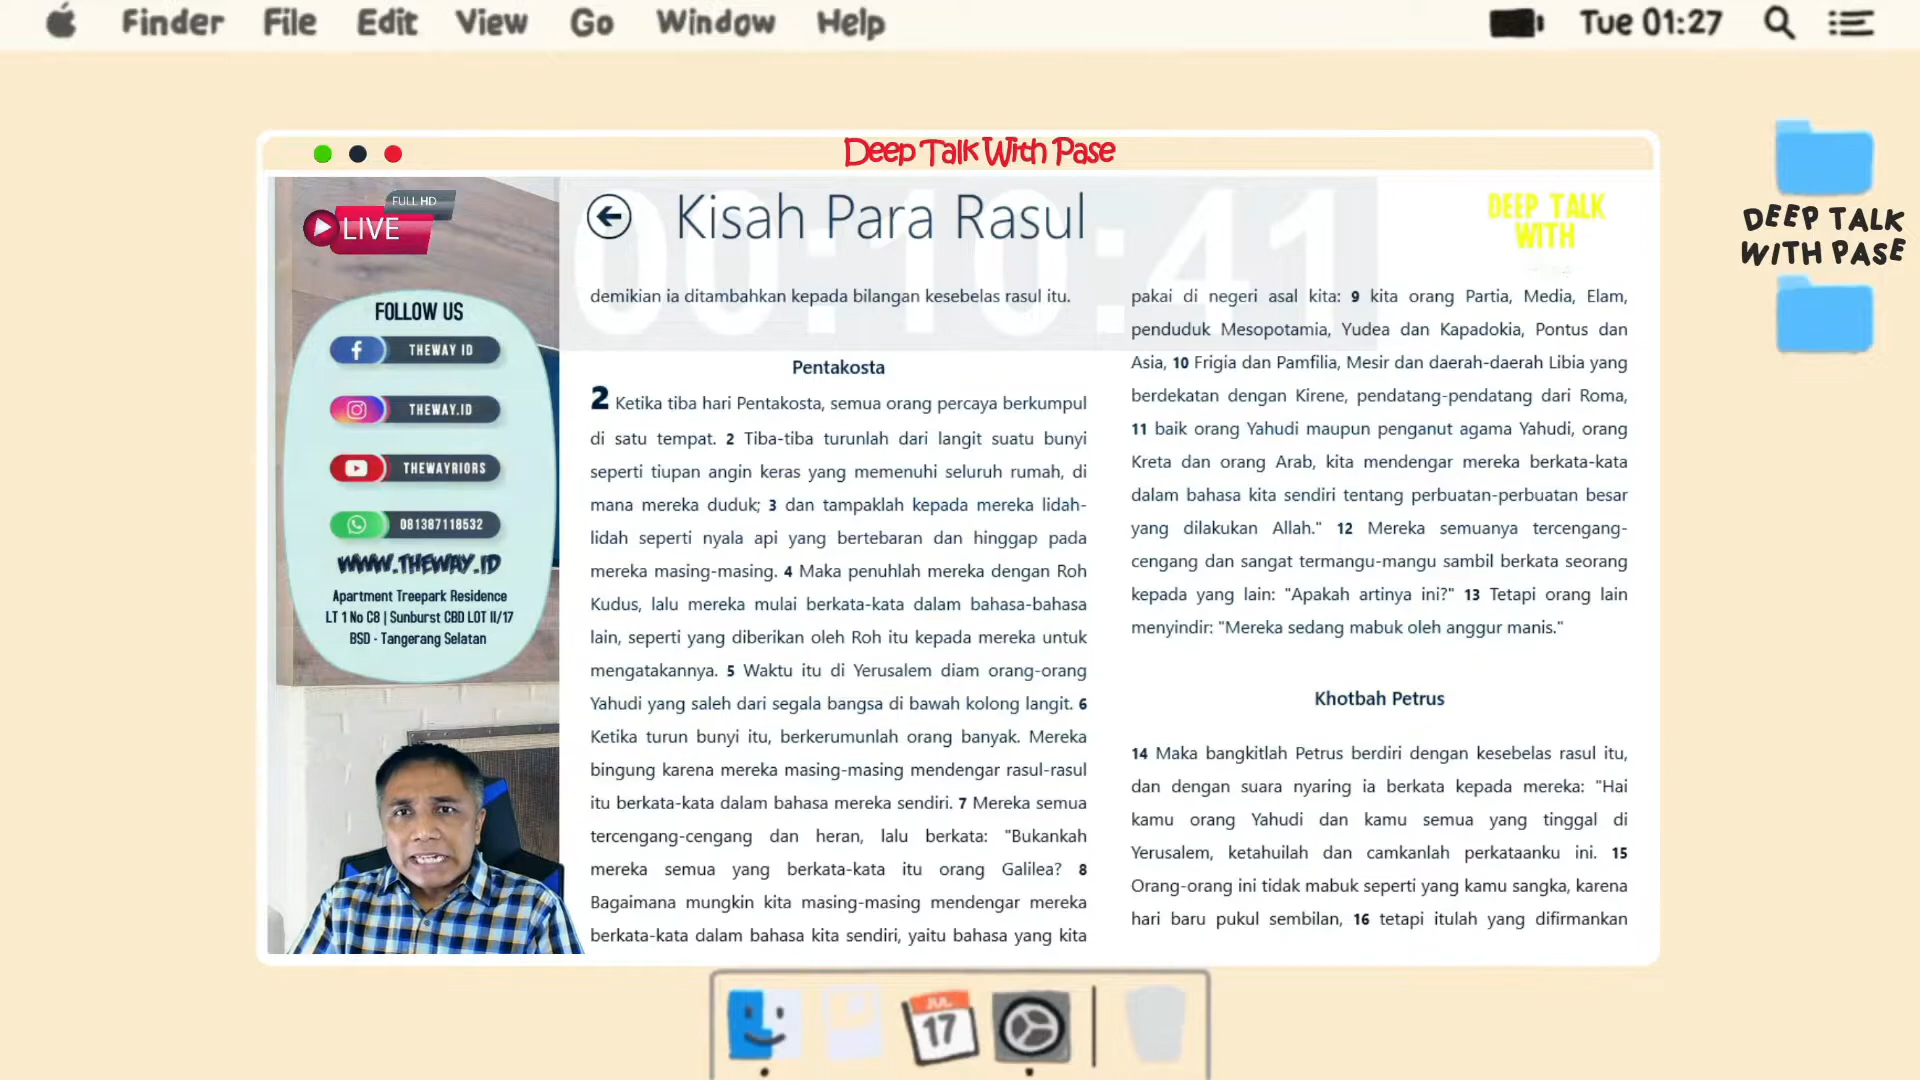 Finder File Edit View Go Window Help Tue 01:27
Deep Talk With Pase
FULL HD
LIVE
FOLLOW US
THEWAY ID
THEWAY.ID
THEWAYRIORS
081387118532
WWW.THEWAY.ID
Apartment Treepark Residence
LT 1 No C8 | Sunburst CBD LOT II/17
BSD - Tangerang Selatan
00:10:41
Kisah Para Rasul
demikian ia ditambahkan kepada bilangan kesebelas rasul itu.
Pentakosta
2 Ketika tiba hari Pentakosta, semua orang percaya berkumpul
di satu tempat. 2 Tiba-tiba turunlah dari langit suatu bunyi
seperti tiupan angin keras yang memenuhi seluruh rumah, di
mana mereka duduk; 3 dan tampaklah kepada mereka lidah-
lidah seperti nyala api yang bertebaran dan hinggap pada
mereka masing-masing. 4 Maka penuhlah mereka dengan Roh
Kudus, lalu mereka mulai berkata-kata dalam bahasa-bahasa
lain, seperti yang diberikan oleh Roh itu kepada mereka untuk
mengatakannya. 5 Waktu itu di Yerusalem diam orang-orang
Yahudi yang saleh dari segala bangsa di bawah kolong langit. 6
Ketika turun bunyi itu, berkerumunlah orang banyak. Mereka
bingung karena mereka masing-masing mendengar rasul-rasul
itu berkata-kata dalam bahasa mereka sendiri. 7 Mereka semua
tercengang-cengang dan heran, lalu berkata: "Bukankah
mereka semua yang berkata-kata itu orang Galilea? 8
Bagaimana mungkin kita masing-masing mendengar mereka
berkata-kata dalam bahasa kita sendiri, yaitu bahasa yang kita
pakai di negeri asal kita: 9 kita orang Partia, Media, Elam,
penduduk Mesopotamia, Yudea dan Kapadokia, Pontus dan
Asia, 10 Frigia dan Pamfilia, Mesir dan daerah-daerah Libia yang
berdekatan dengan Kirene, pendatang-pendatang dari Roma,
11 baik orang Yahudi maupun penganut agama Yahudi, orang
Kreta dan orang Arab, kita mendengar mereka berkata-kata
dalam bahasa kita sendiri tentang perbuatan-perbuatan besar
yang dilakukan Allah." 12 Mereka semuanya tercengang-
cengang dan sangat termangu-mangu sambil berkata seorang
kepada yang lain: "Apakah artinya ini?" 13 Tetapi orang lain
menyindir: "Mereka sedang mabuk oleh anggur manis."
Khotbah Petrus
14 Maka bangkitlah Petrus berdiri dengan kesebelas rasul itu,
dan dengan suara nyaring ia berkata kepada mereka: "Hai
kamu orang Yahudi dan kamu semua yang tinggal di
Yerusalem, ketahuilah dan camkanlah perkataanku ini. 15
Orang-orang ini tidak mabuk seperti yang kamu sangka, karena
hari baru pukul sembilan, 16 tetapi itulah yang difirmankan
DEEP TALK
WITH
DEEP TALK
WITH PASE
JUL
17